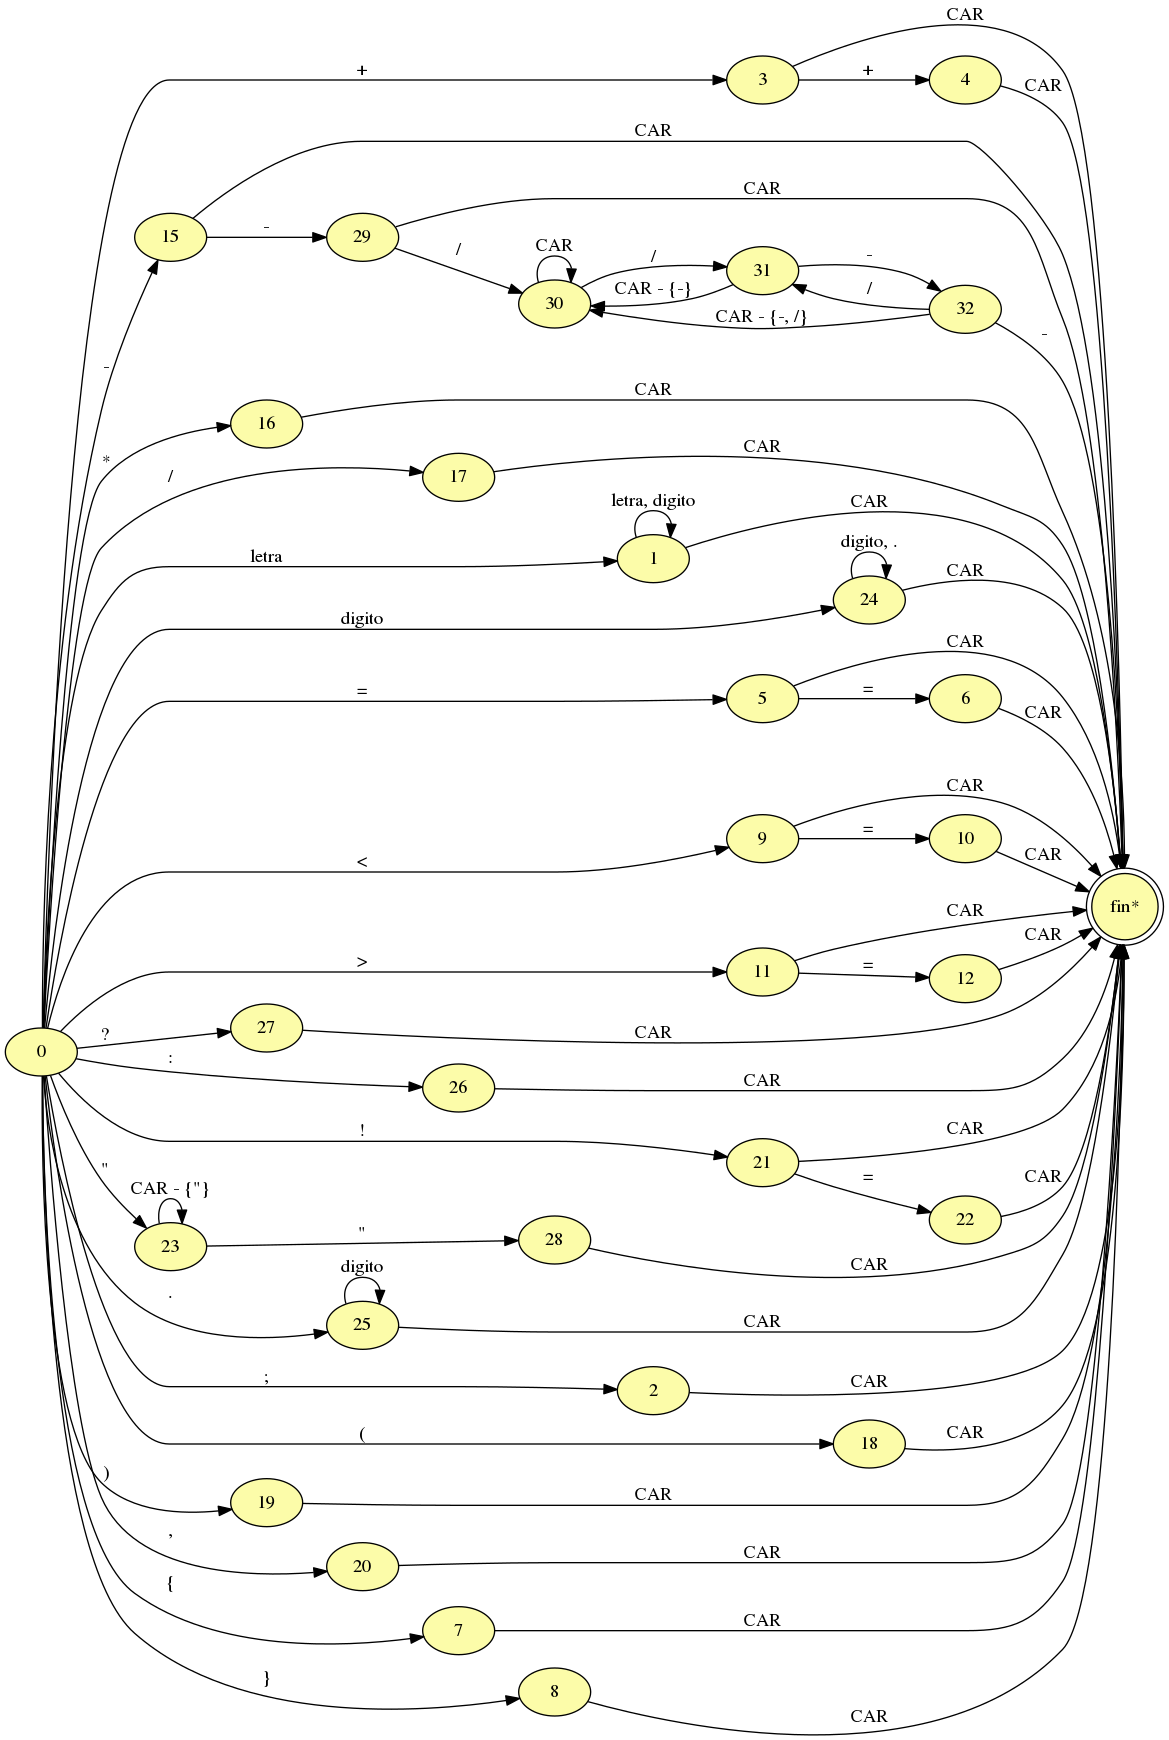 CAR
+
3
+
4
CAR
CAR
CAR
15
-
29
/
CAR
30
/
31
-
CAR - {-}
/
32
CAR - {-, /}
-
-
CAR
16
*
CAR
/
17
letra, digito
CAR
letra
1
digito, .
CAR
24
digito
CAR
=
5
=
6
CAR
CAR
<
9
=
10
CAR
fin*
CAR
>
11
=
12
CAR
0
?
27
CAR
:
26
CAR
!
21
CAR
=
22
CAR
"
CAR - {"}
23
"
28
CAR
digito
.
25
CAR
;
2
CAR
(
18
CAR
)
19
CAR
,
20
CAR
{
7
CAR
}
8
CAR